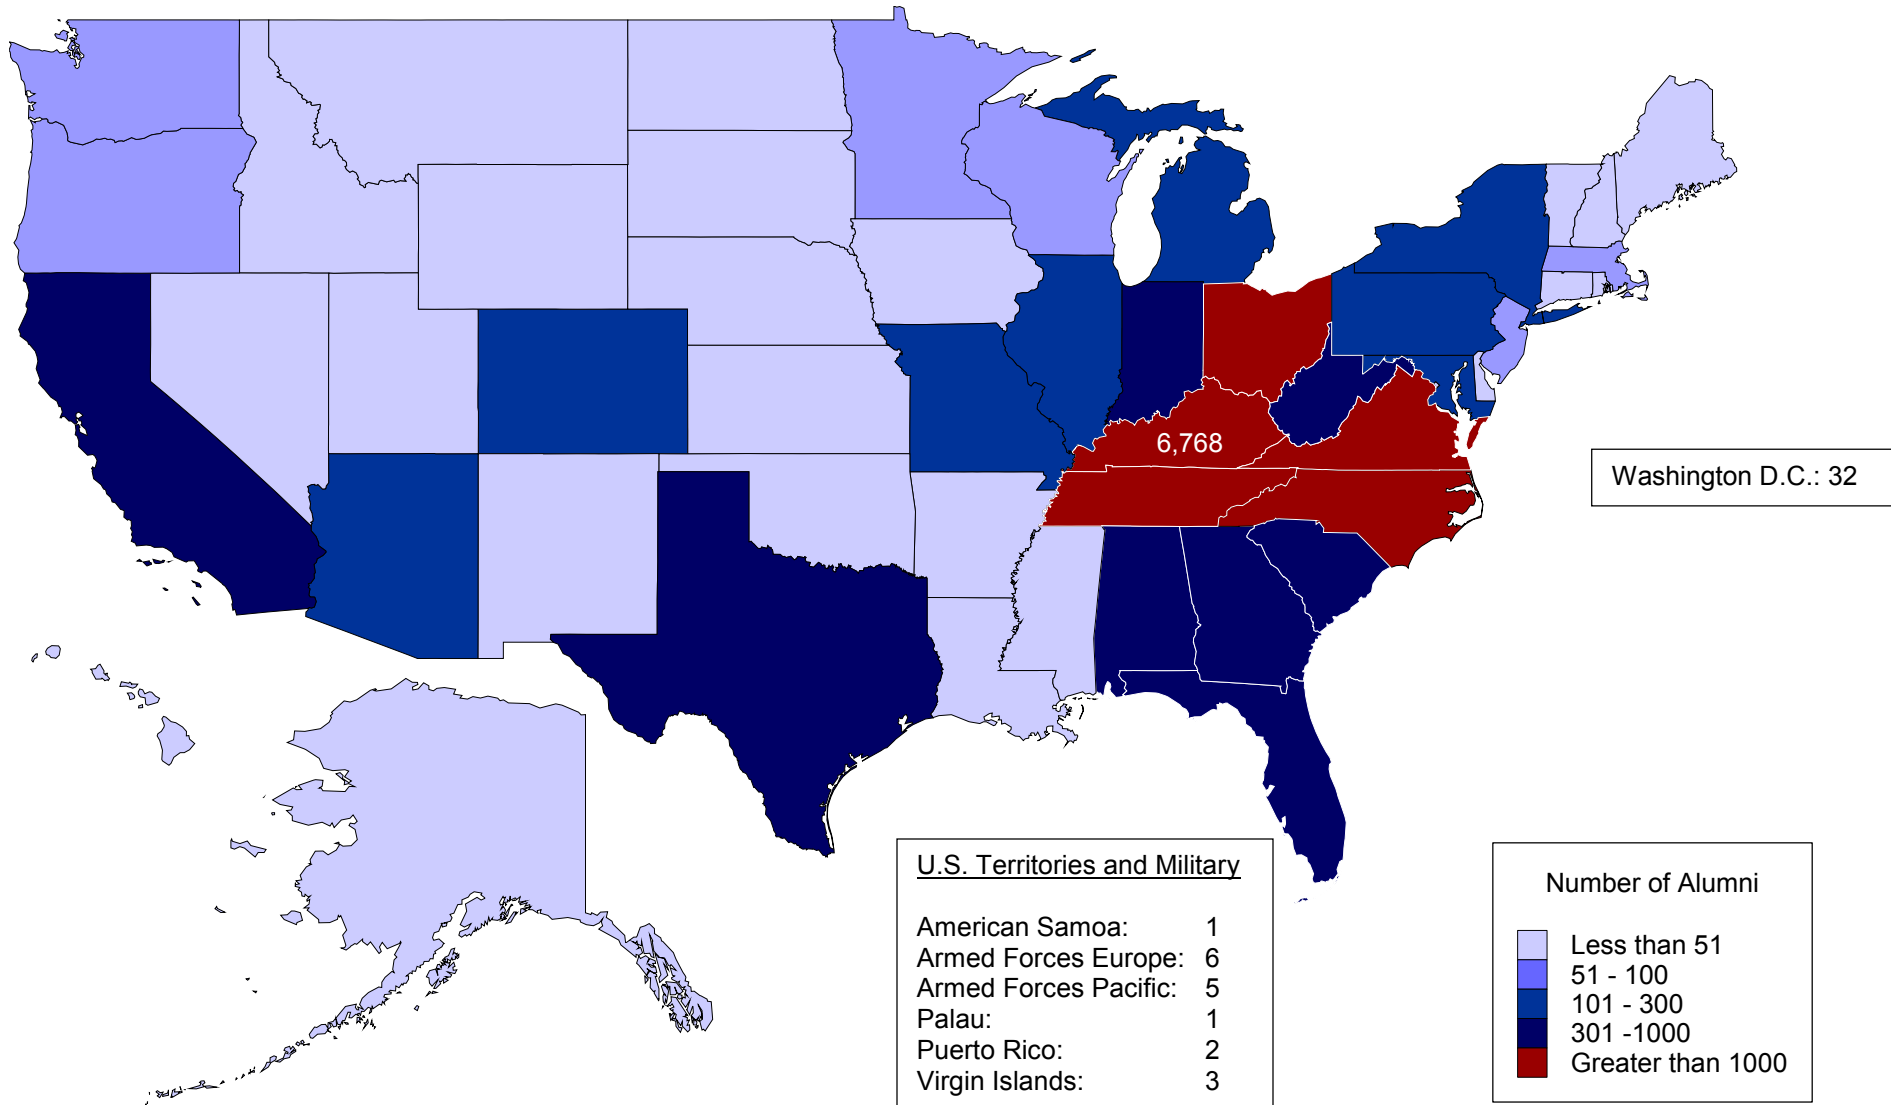 6,768
Washington D.C.: 32
U.S. Territories and Military
American Samoa: 1
Armed Forces Europe: 6
Armed Forces Pacific: 5
Palau: 1
Puerto Rico: 2
Virgin Islands: 3
Number of Alumni
Less than 51
51 - 100
101 - 300
301 -1000
Greater than 1000